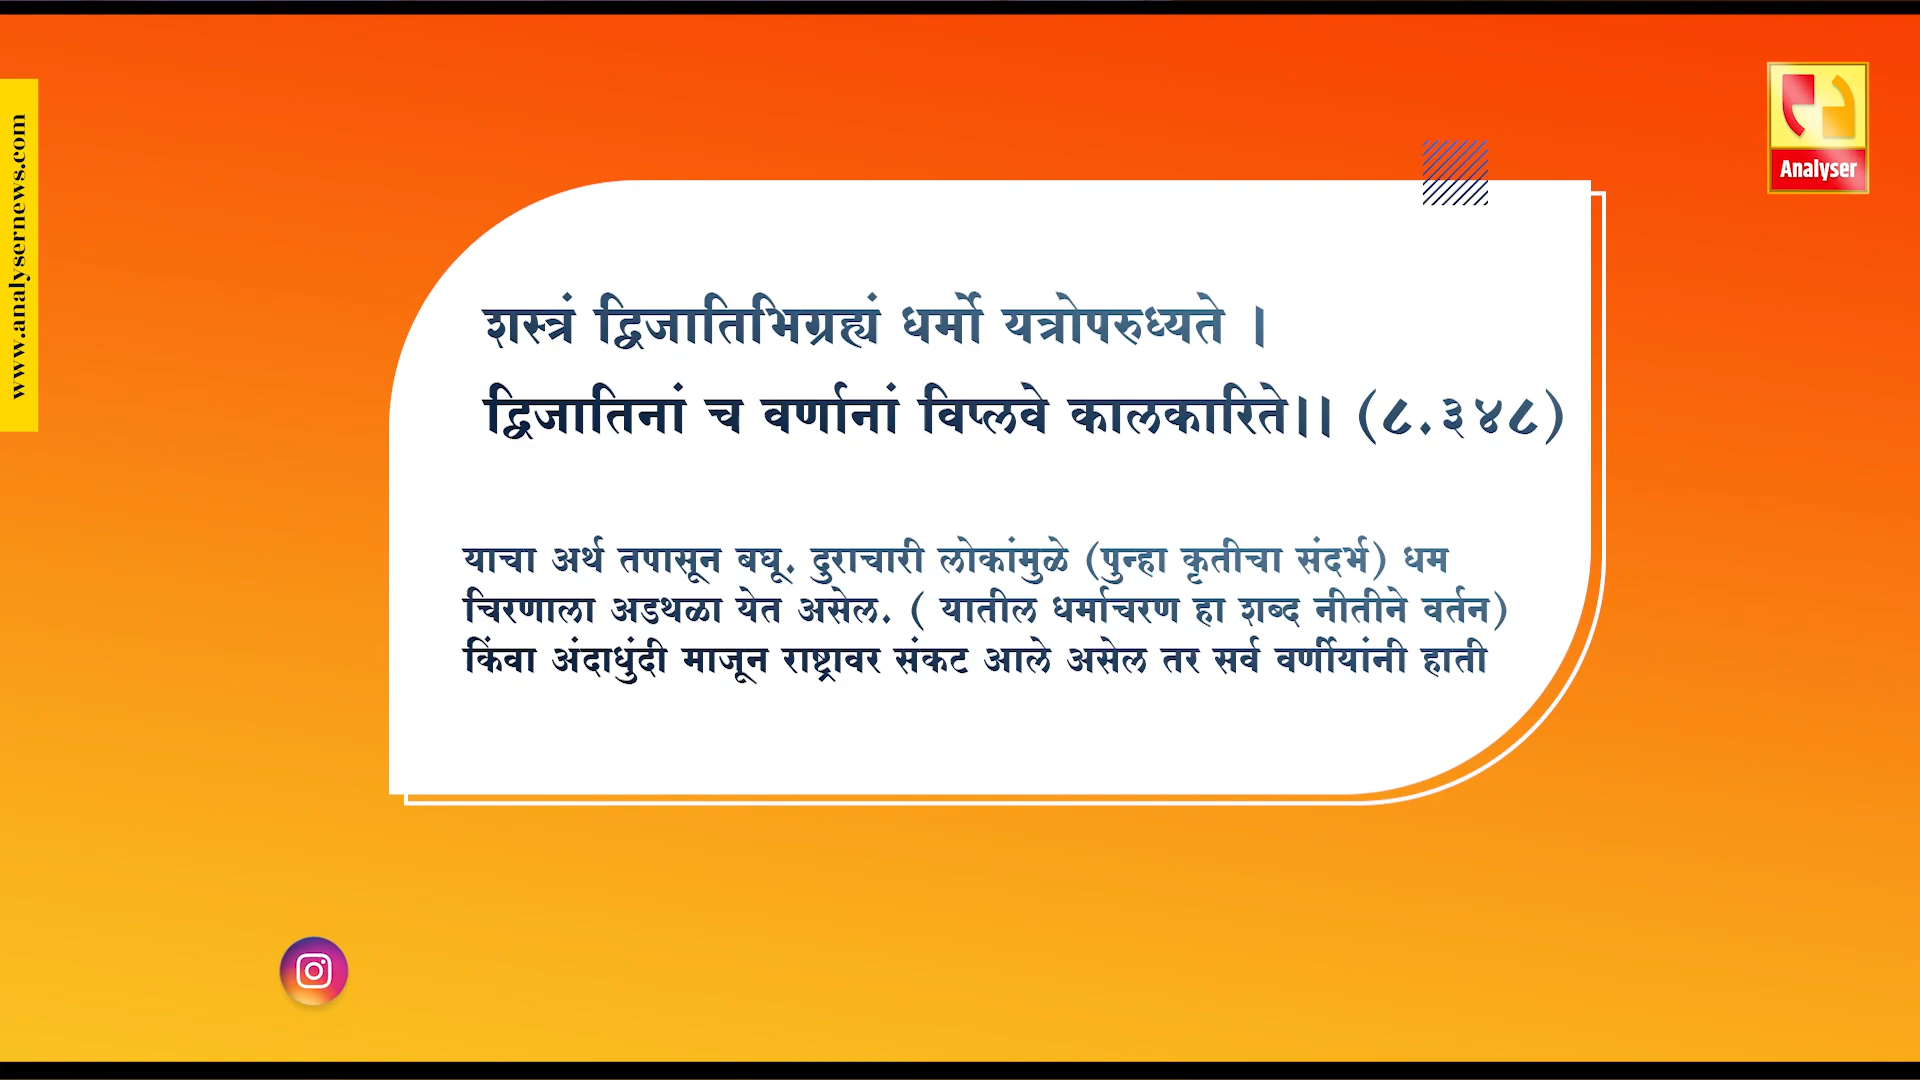 www.analysernews.com
Analyser
शस्त्रं द्विजातिभिग्रह्यं धर्मो यत्रोपरुध्यते ।
द्विजातिनां च वर्णानां विप्लवे कालकारिते।। (८.३४८)
याचा अर्थ तपासून बघू. दुराचारी लोकांमुळे (पुन्हा कृतीचा संदर्भ) धम
चिरणाला अडथळा येत असेल. ( यातील धर्माचरण हा शब्द नीतीने वर्तन)
किंवा अंदाधुंदी माजून राष्ट्रावर संकट आले असेल तर सर्व वर्णीयांनी हाती